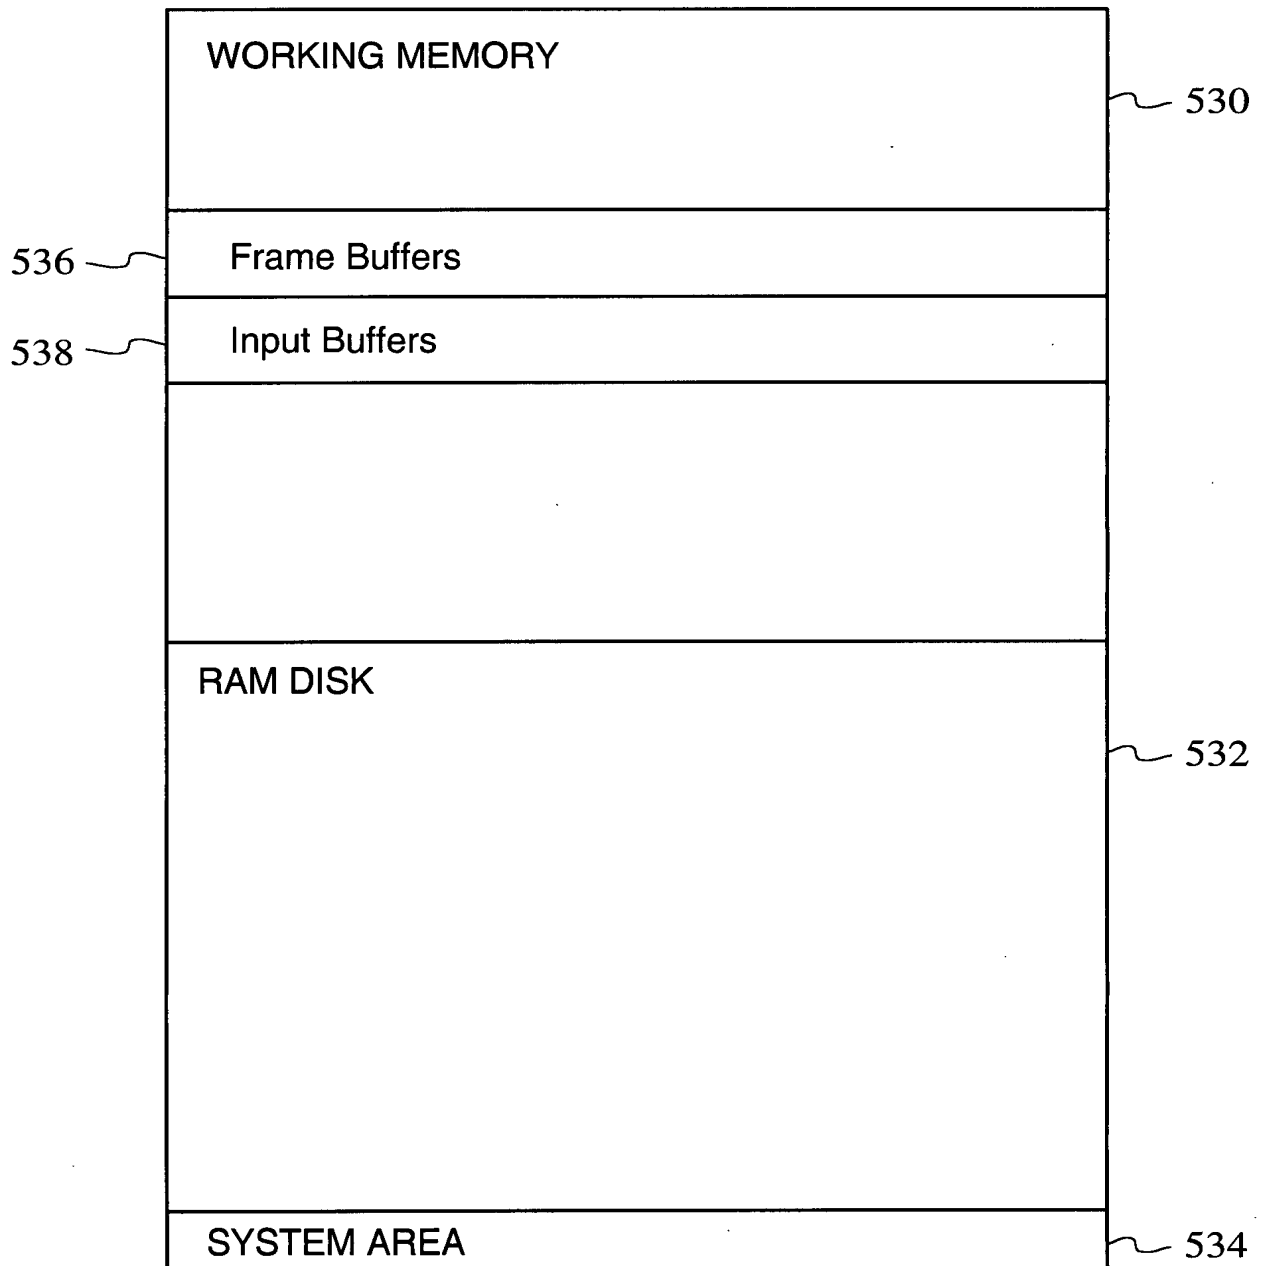 WORKING MEMORY
530
536
Frame Buffers
538
Input Buffers
RAM DISK
532
SYSTEM AREA
534